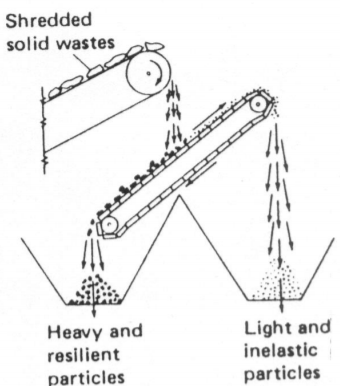 Shredded
solid wastes
Heavy and
resilient
particles
Light and
inelastic
particles